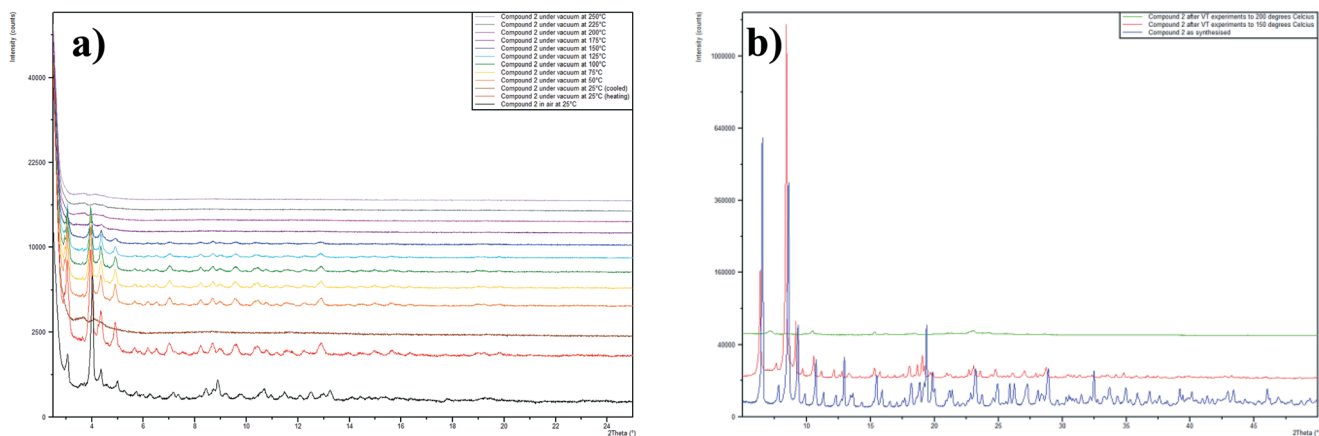 a)
Intensity (counts)
Compound 2 under vacuum at 250°C
Compound 2 under vacuum at 225°C
Compound 2 under vacuum at 200°C
Compound 2 under vacuum at 175°C
Compound 2 under vacuum at 150°C
Compound 2 under vacuum at 125°C
Compound 2 under vacuum at 100°C
Compound 2 under vacuum at 75°C
Compound 2 under vacuum at 50°C
Compound 2 under vacuum at 25°C (cooled)
Compound 2 under vacuum at 25°C (heating)
Compound 2 in air at 25°C
40000
22500
10000
2500
0
4 6 8 10 12 14 16 18 20 22 24
2Theta (°)
b)
Intensity (counts)
Compound 2 after VT experiments to 200 degrees Celcius
Compound 2 after VT experiments to 150 degrees Celcius
Compound 2 as synthesised
1000000
640000
360000
160000
40000
0
10 15 20 25 30 35 40 45
2Theta (°)